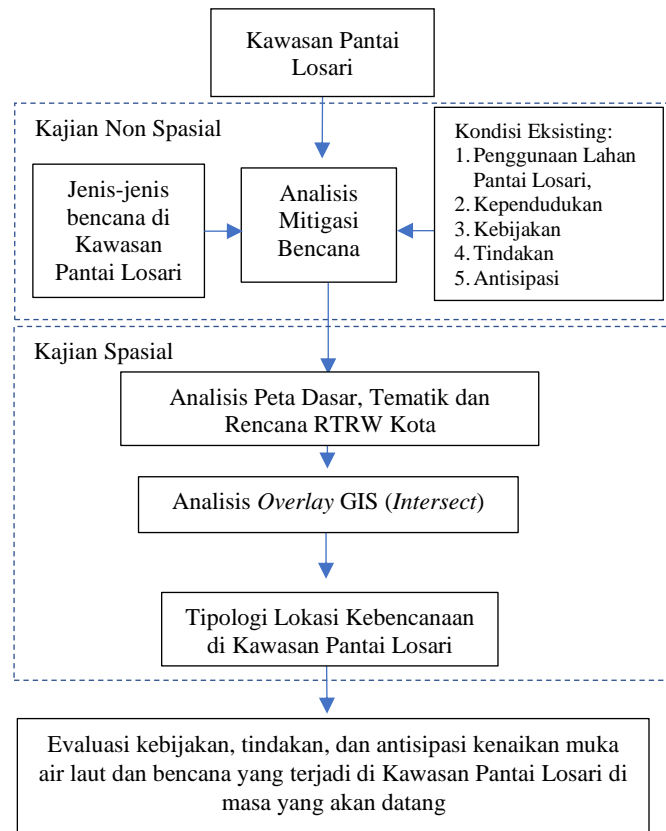 Kawasan Pantai
Losari
Kajian Non Spasial
Jenis-jenis
bencana di
Kawasan
Pantai Losari
Analisis
Mitigasi
Bencana
Kondisi Eksisting:
1. Penggunaan Lahan
Pantai Losari,
2. Kependudukan
3. Kebijakan
4. Tindakan
5. Antisipasi
Kajian Spasial
Analisis Peta Dasar, Tematik dan
Rencana RTRW Kota
Analisis Overlay GIS (Intersect)
Tipologi Lokasi Kebencanaan
di Kawasan Pantai Losari
Evaluasi kebijakan, tindakan, dan antisipasi kenaikan muka
air laut dan bencana yang terjadi di Kawasan Pantai Losari di
masa yang akan datang